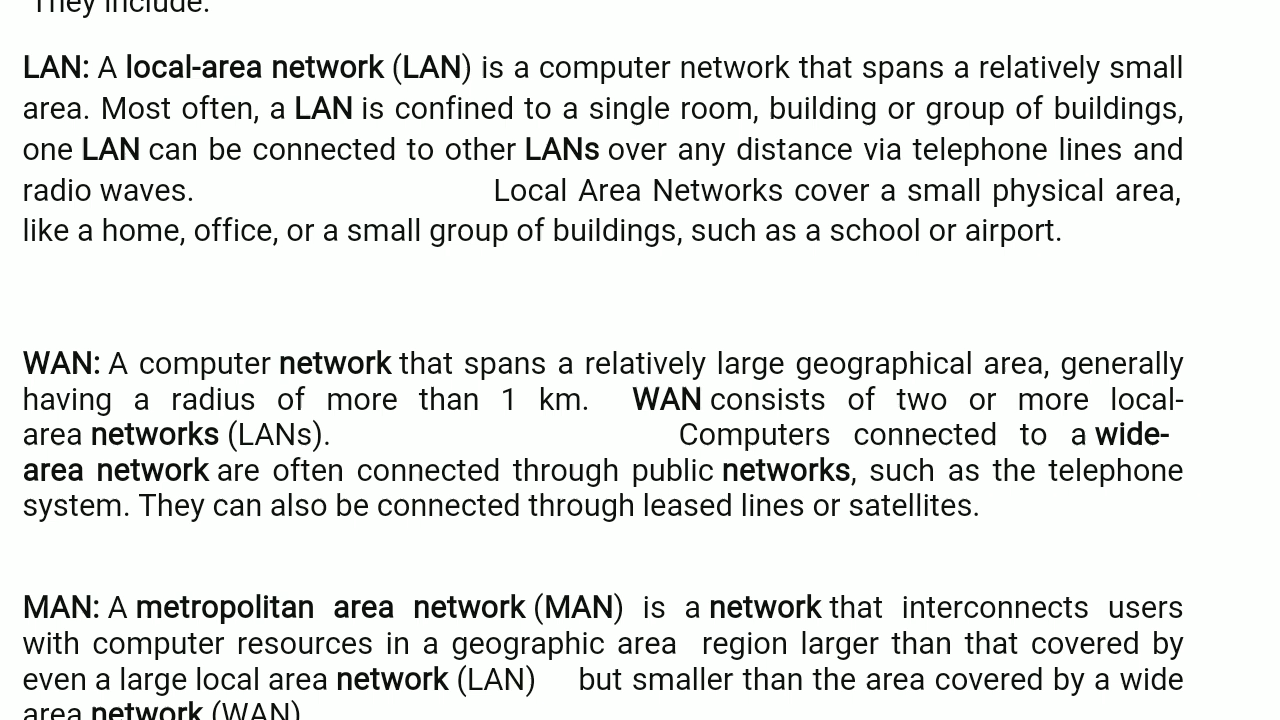 They include:
LAN: A local-area network (LAN) is a computer network that spans a relatively small
area. Most often, a LAN is confined to a single room, building or group of buildings,
one LAN can be connected to other LANs over any distance via telephone lines and
radio waves. Local Area Networks cover a small physical area,
like a home, office, or a small group of buildings, such as a school or airport.
WAN: A computer network that spans a relatively large geographical area, generally
having a radius of more than 1 km. WAN consists of two or more local-
area networks (LANs). Computers connected to a wide-
area network are often connected through public networks, such as the telephone
system. They can also be connected through leased lines or satellites.
MAN: A metropolitan area network (MAN) is a network that interconnects users
with computer resources in a geographic area region larger than that covered by
even a large local area network (LAN) but smaller than the area covered by a wide
area network (WAN)